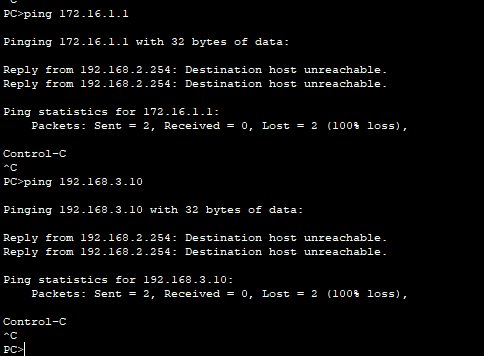 ^C
PC>ping 172.16.1.1
Pinging 172.16.1.1 with 32 bytes of data:
Reply from 192.168.2.254: Destination host unreachable.
Reply from 192.168.2.254: Destination host unreachable.
Ping statistics for 172.16.1.1:
    Packets: Sent = 2, Received = 0, Lost = 2 (100% loss),
Control-C
^C
PC>ping 192.168.3.10
Pinging 192.168.3.10 with 32 bytes of data:
Reply from 192.168.2.254: Destination host unreachable.
Reply from 192.168.2.254: Destination host unreachable.
Ping statistics for 192.168.3.10:
    Packets: Sent = 2, Received = 0, Lost = 2 (100% loss),
Control-C
^C
PC>